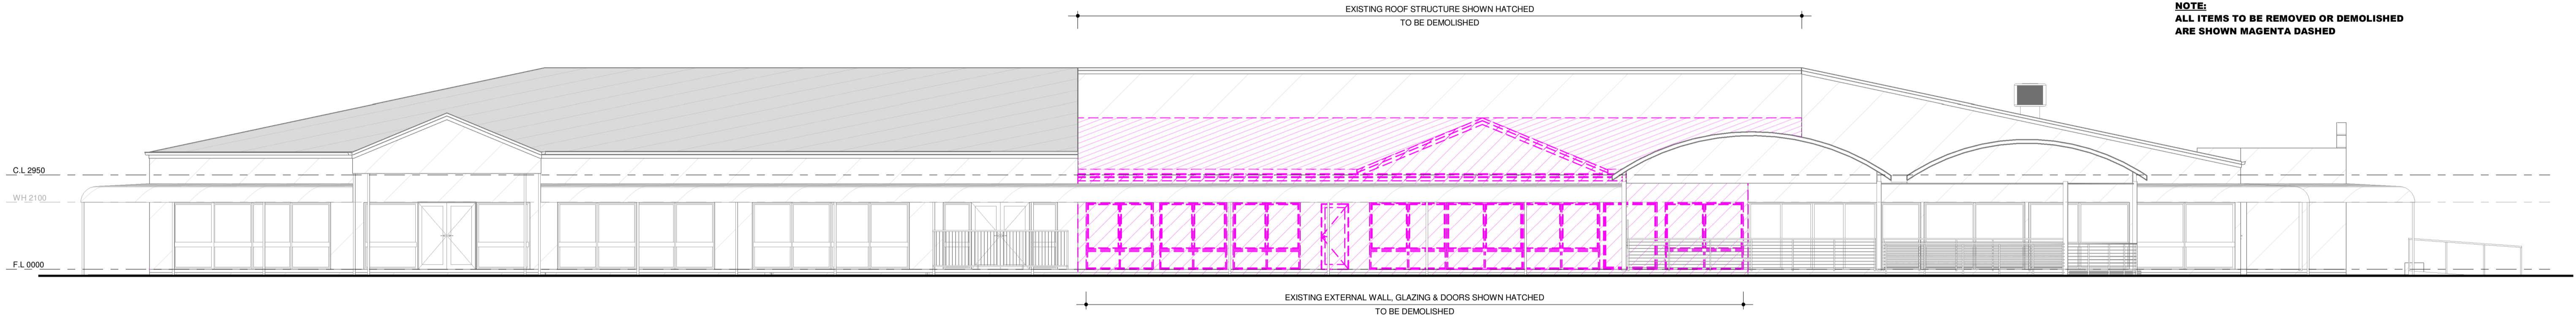 EXISTING ROOF STRUCTURE SHOWN HATCHED
TO BE DEMOLISHED
NOTE:
ALL ITEMS TO BE REMOVED OR DEMOLISHED
ARE SHOWN MAGENTA DASHED
C.L 2950
WH 2100
F.L 0000
EXISTING EXTERNAL WALL, GLAZING & DOORS SHOWN HATCHED
TO BE DEMOLISHED